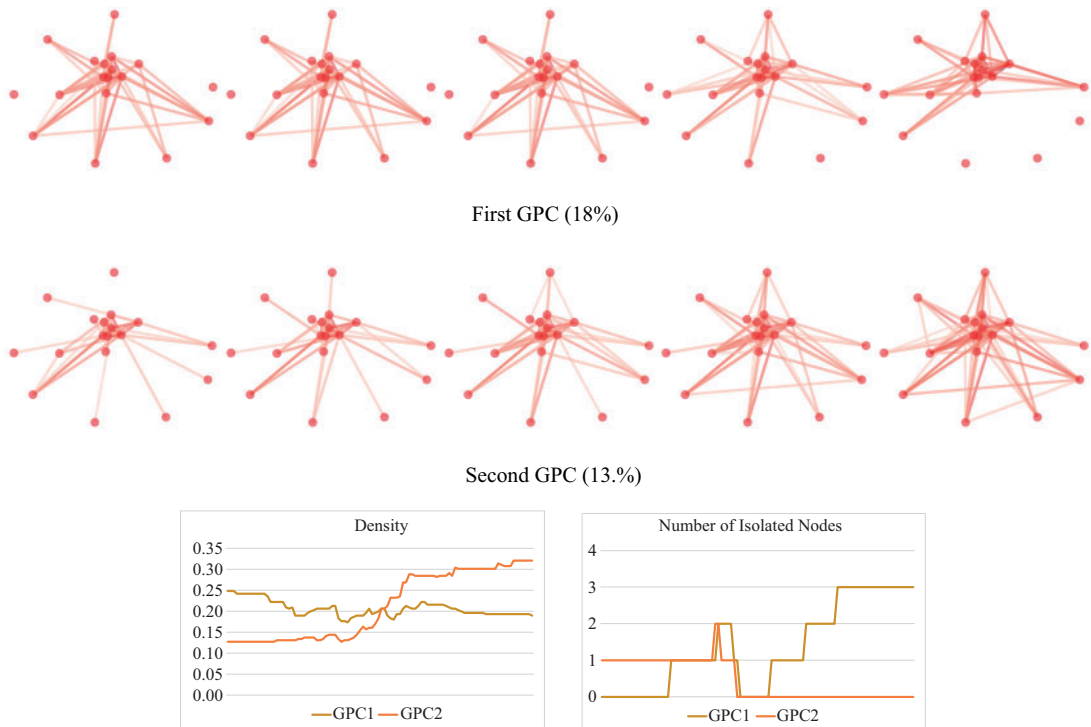 First GPC (18%)
Second GPC (13.%)
Density
0.35
0.30
0.25
0.20
0.15
0.10
0.05
0.00
GPC1 GPC2
Number of Isolated Nodes
4
3
2
1
0
GPC1 GPC2